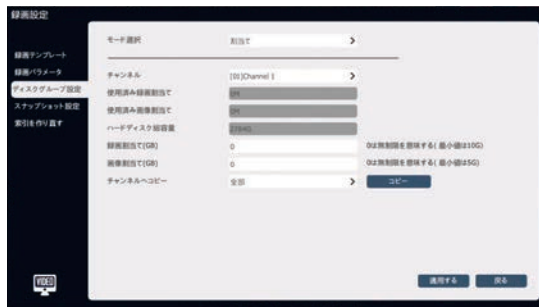 録画設定
録画テンプレート
録画パラメータ
ディスクグループ設定
スナップショット設定
索引を作り直す
モード選択 割当て
チャンネル [01]Channel 1
使用済み録画割当て 0M
使用済み画像割当て 0M
ハードディスク総容量
録画割当て(GB) 0 0は無制限を意味する( 最小値は10G)
画像割当て(GB) 0 0は無制限を意味する( 最小値は5G)
チャンネルへコピー 全部 コピー
適用する 戻る
VIDEO